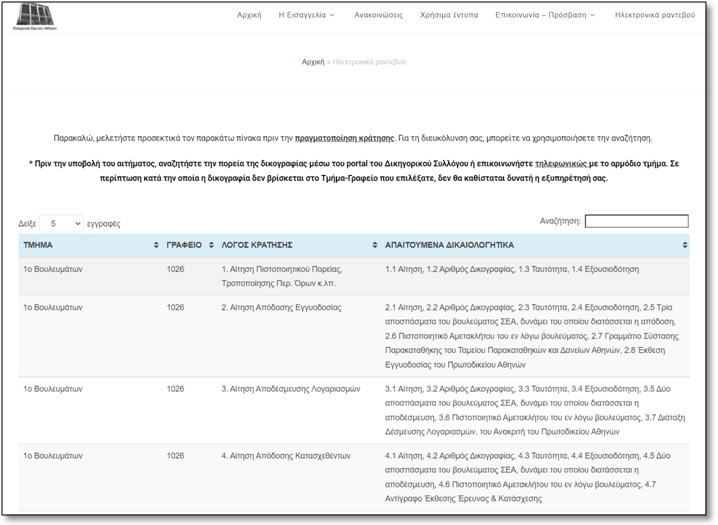 Εισαγγελία Εφετών Αθηνών
Αρχική Η Εισαγγελία Ανακοινώσεις Χρήσιμα έντυπα Επικοινωνία – Πρόσβαση Ηλεκτρονικά ραντεβού
Αρχική » Ηλεκτρονικά ραντεβού
Παρακαλώ, μελετήστε προσεκτικά τον παρακάτω πίνακα πριν την πραγματοποίηση κράτησης. Για τη διευκόλυνση σας, μπορείτε να χρησιμοποιήσετε την αναζήτηση.
* Πριν την υποβολή του αιτήματος, αναζητήστε την πορεία της δικογραφίας μέσω του portal του Δικηγορικού Συλλόγου ή επικοινωνήστε τηλεφωνικώς με το αρμόδιο τμήμα. Σε
περίπτωση κατά την οποία η δικογραφία δεν βρίσκεται στο Τμήμα-Γραφείο που επιλέξατε, δεν θα καθίσταται δυνατή η εξυπηρέτησή σας.
Δείξε 5 εγγραφές Αναζήτηση:
ΤΜΗΜΑ ΓΡΑΦΕΙΟ ΛΟΓΟΣ ΚΡΑΤΗΣΗΣ ΑΠΑΙΤΟΥΜΕΝΑ ΔΙΚΑΙΟΛΟΓΗΤΙΚΑ
1ο Βουλευμάτων 1026 1. Αίτηση Πιστοποιητικού Πορείας, 1.1 Αίτηση, 1.2 Αριθμός Δικογραφίας, 1.3 Ταυτότητα, 1.4 Εξουσιοδότηση
Τροποποίησης Περ. Όρων κ.λπ.
1ο Βουλευμάτων 1026 2. Αίτηση Απόδοσης Εγγυοδοσίας 2.1 Αίτηση, 2.2 Αριθμός Δικογραφίας, 2.3 Ταυτότητα, 2.4 Εξουσιοδότηση, 2.5 Τρία
αποσπάσματα του βουλεύματος ΣΕΑ, δυνάμει του οποίου διατάσσεται η απόδοση,
2.6 Πιστοποιητικό Αμετακλήτου του εν λόγω βουλεύματος, 2.7 Γραμμάτιο Σύστασης
Παρακαταθήκης του Ταμείου Παρακαταθηκών και Δανείων Αθηνών, 2.8 Έκθεση
Εγγυοδοσίας του Πρωτοδικείου Αθηνών
1ο Βουλευμάτων 1026 3. Αίτηση Αποδέσμευσης Λογαριασμών 3.1 Αίτηση, 3.2 Αριθμός Δικογραφίας, 3.3 Ταυτότητα, 3.4 Εξουσιοδότηση, 3.5 Δύο
αποσπάσματα του βουλεύματος ΣΕΑ, δυνάμει του οποίου διατάσσεται η
αποδέσμευση, 3.6 Πιστοποιητικό Αμετακλήτου του εν λόγω βουλεύματος, 3.7 Διάταξη
Δέσμευσης Λογαριασμών, του Ανακριτή του Πρωτοδικείου Αθηνών
1ο Βουλευμάτων 1026 4. Αίτηση Απόδοσης Κατασχεθέντων 4.1 Αίτηση, 4.2 Αριθμός Δικογραφίας, 4.3 Ταυτότητα, 4.4 Εξουσιοδότηση, 4.5 Δύο
αποσπάσματα του βουλεύματος ΣΕΑ, δυνάμει του οποίου διατάσσεται η
αποδέσμευση, 4.6 Πιστοποιητικό Αμετακλήτου του εν λόγω βουλεύματος, 4.7
Αντίγραφο Έκθεσης Έρευνας & Κατάσχεσης